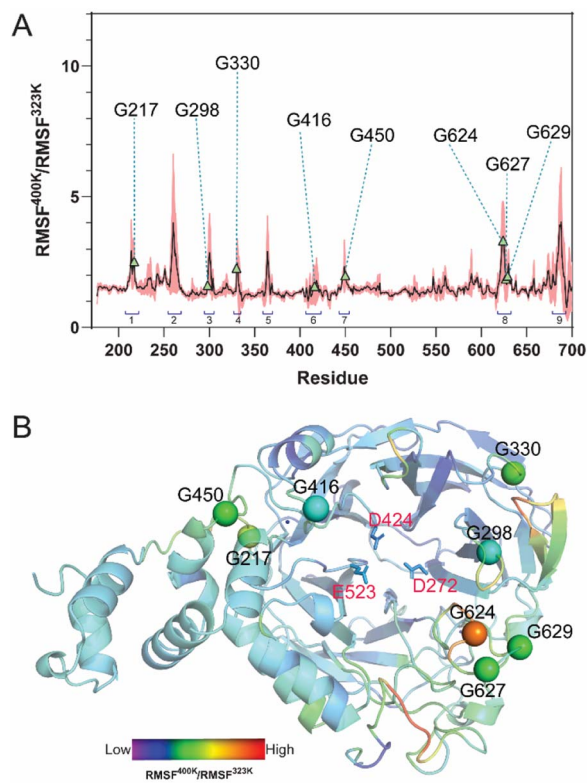 A
RMSF400K/RMSF323K
10
5
0
G217
G298
G330
G416
G450
G624
G627
G629
1 2 3 4 5 6 7 8 9
200 250 300 350 400 450 500 550 600 650 700
Residue
B
G330
G450
G416
D424
G298
G217
E523
D272
G624
G629
G627
Low High
RMSF400K/RMSF323K